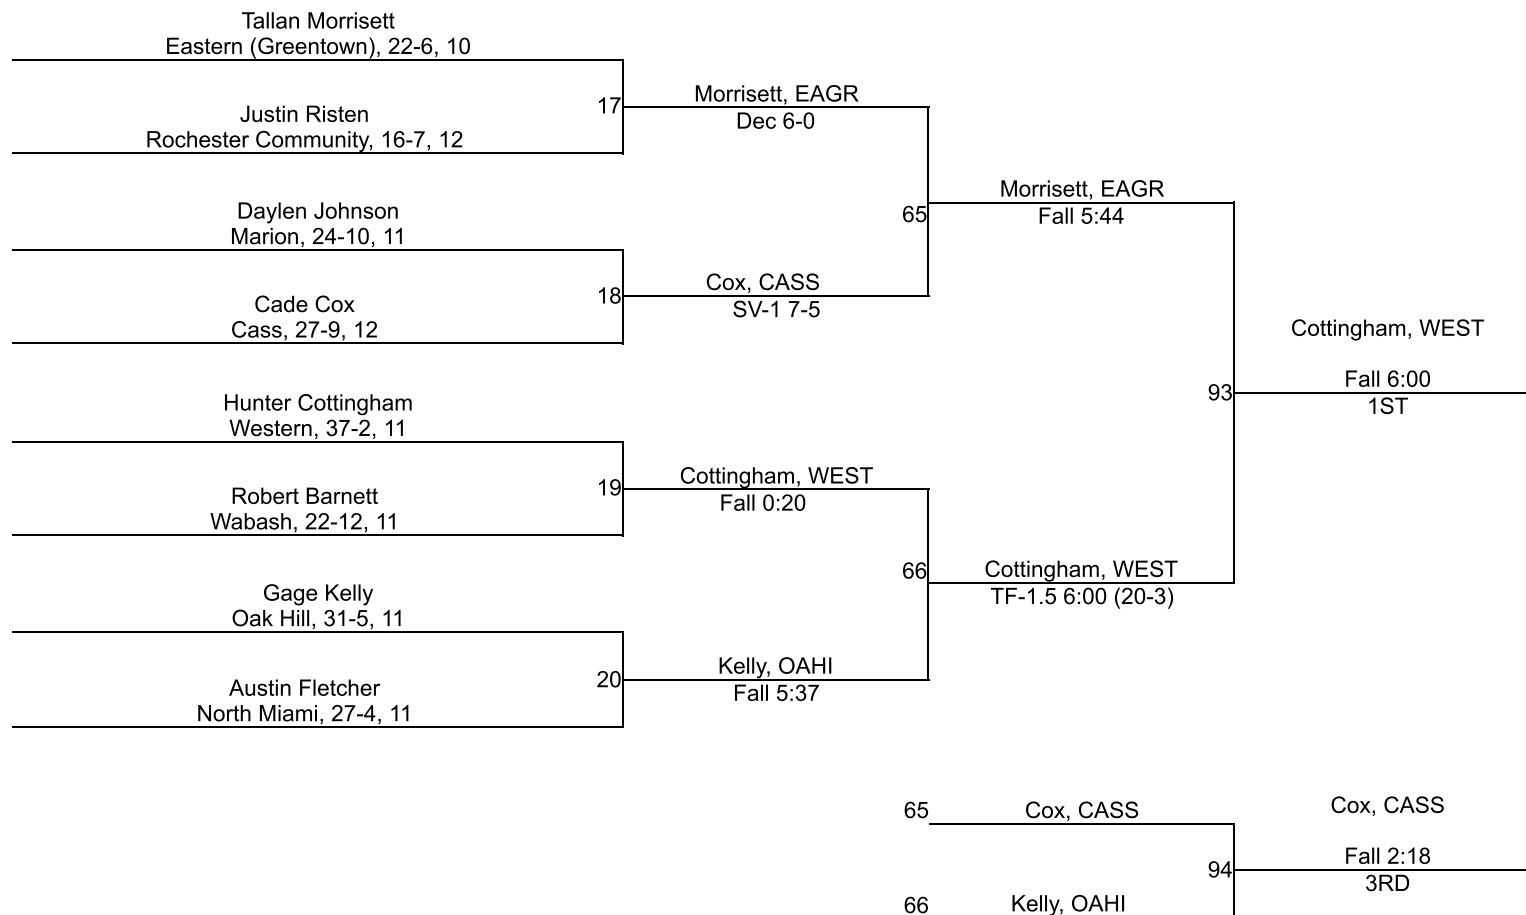 Tallan Morrisett
Eastern (Greentown), 22-6, 10
17
Morrisett, EAGR
Dec 6-0
Justin Risten
Rochester Community, 16-7, 12
65
Morrisett, EAGR
Fall 5:44
Daylen Johnson
Marion, 24-10, 11
18
Cox, CASS
SV-1 7-5
Cade Cox
Cass, 27-9, 12
93
Cottingham, WEST
Fall 6:00
1ST
Hunter Cottingham
Western, 37-2, 11
19
Cottingham, WEST
Fall 0:20
Robert Barnett
Wabash, 22-12, 11
66
Cottingham, WEST
TF-1.5 6:00 (20-3)
Gage Kelly
Oak Hill, 31-5, 11
20
Kelly, OAHI
Fall 5:37
Austin Fletcher
North Miami, 27-4, 11
65
Cox, CASS
94
Cox, CASS
Fall 2:18
3RD
66
Kelly, OAHI